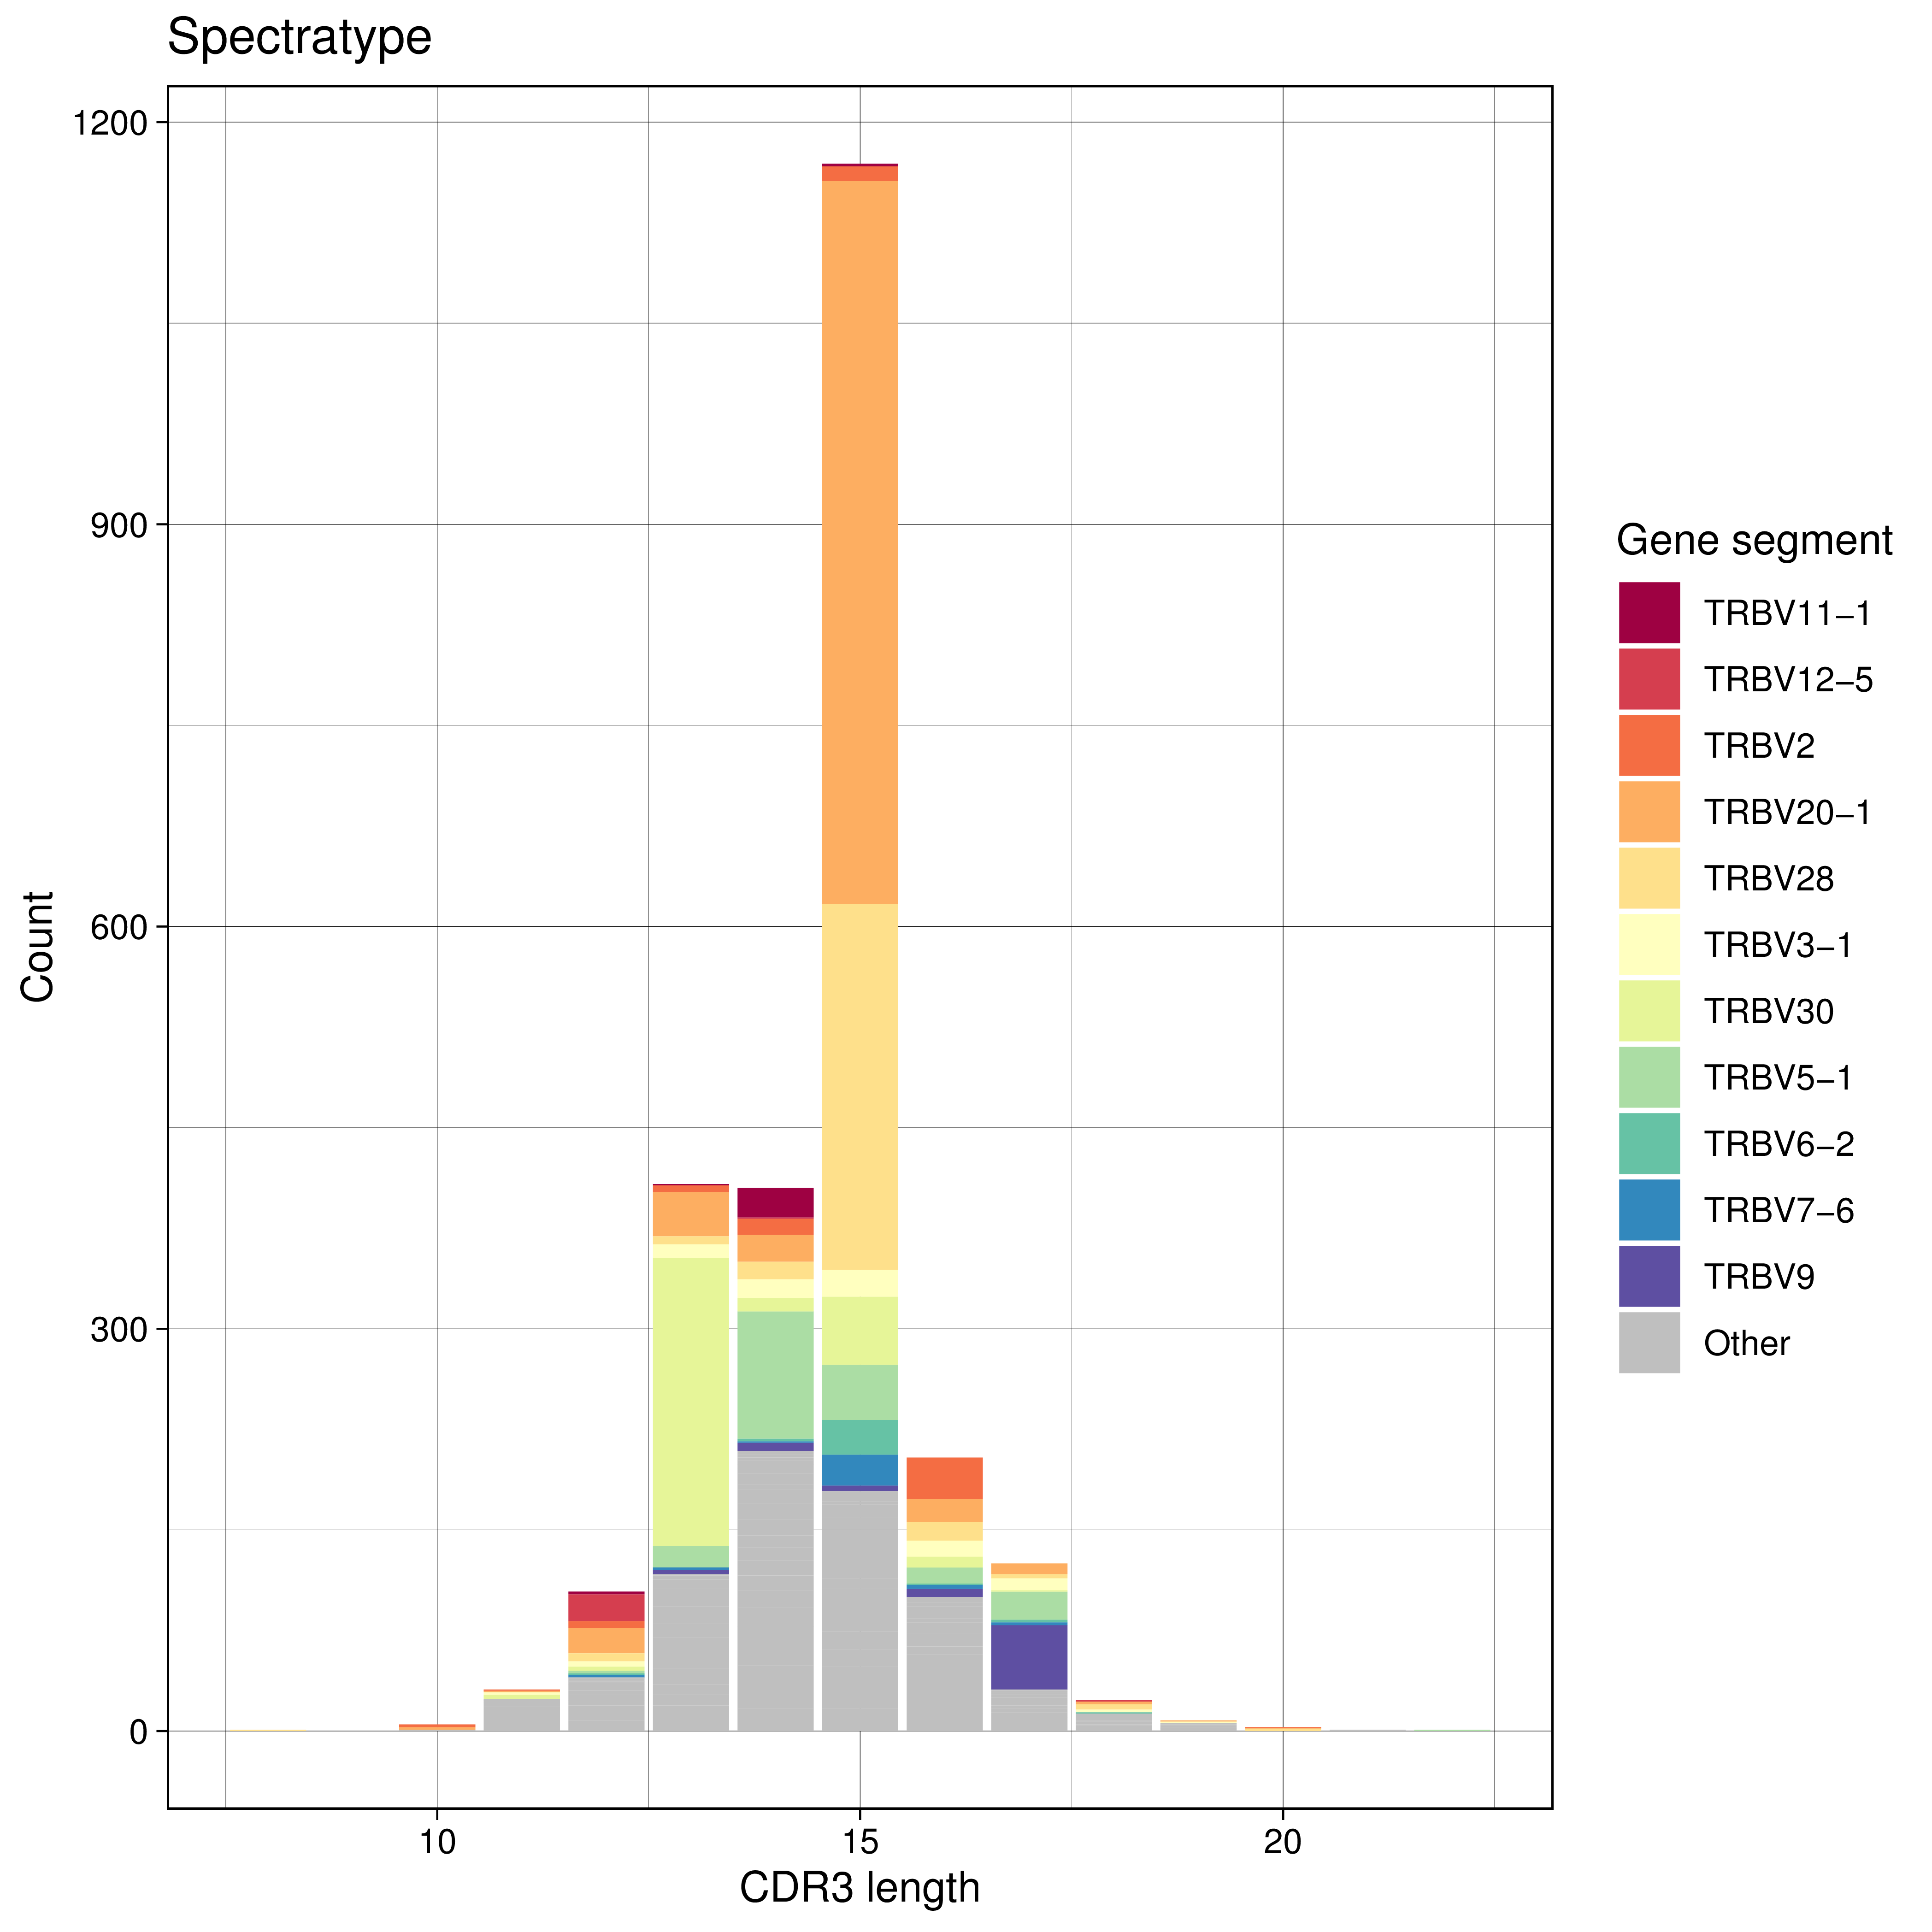 Spectratype
1200
900
600
300
0
Count
10
15
20
CDR3 length
Gene segment
TRBV11−1
TRBV12−5
TRBV2
TRBV20−1
TRBV28
TRBV3−1
TRBV30
TRBV5−1
TRBV6−2
TRBV7−6
TRBV9
Other